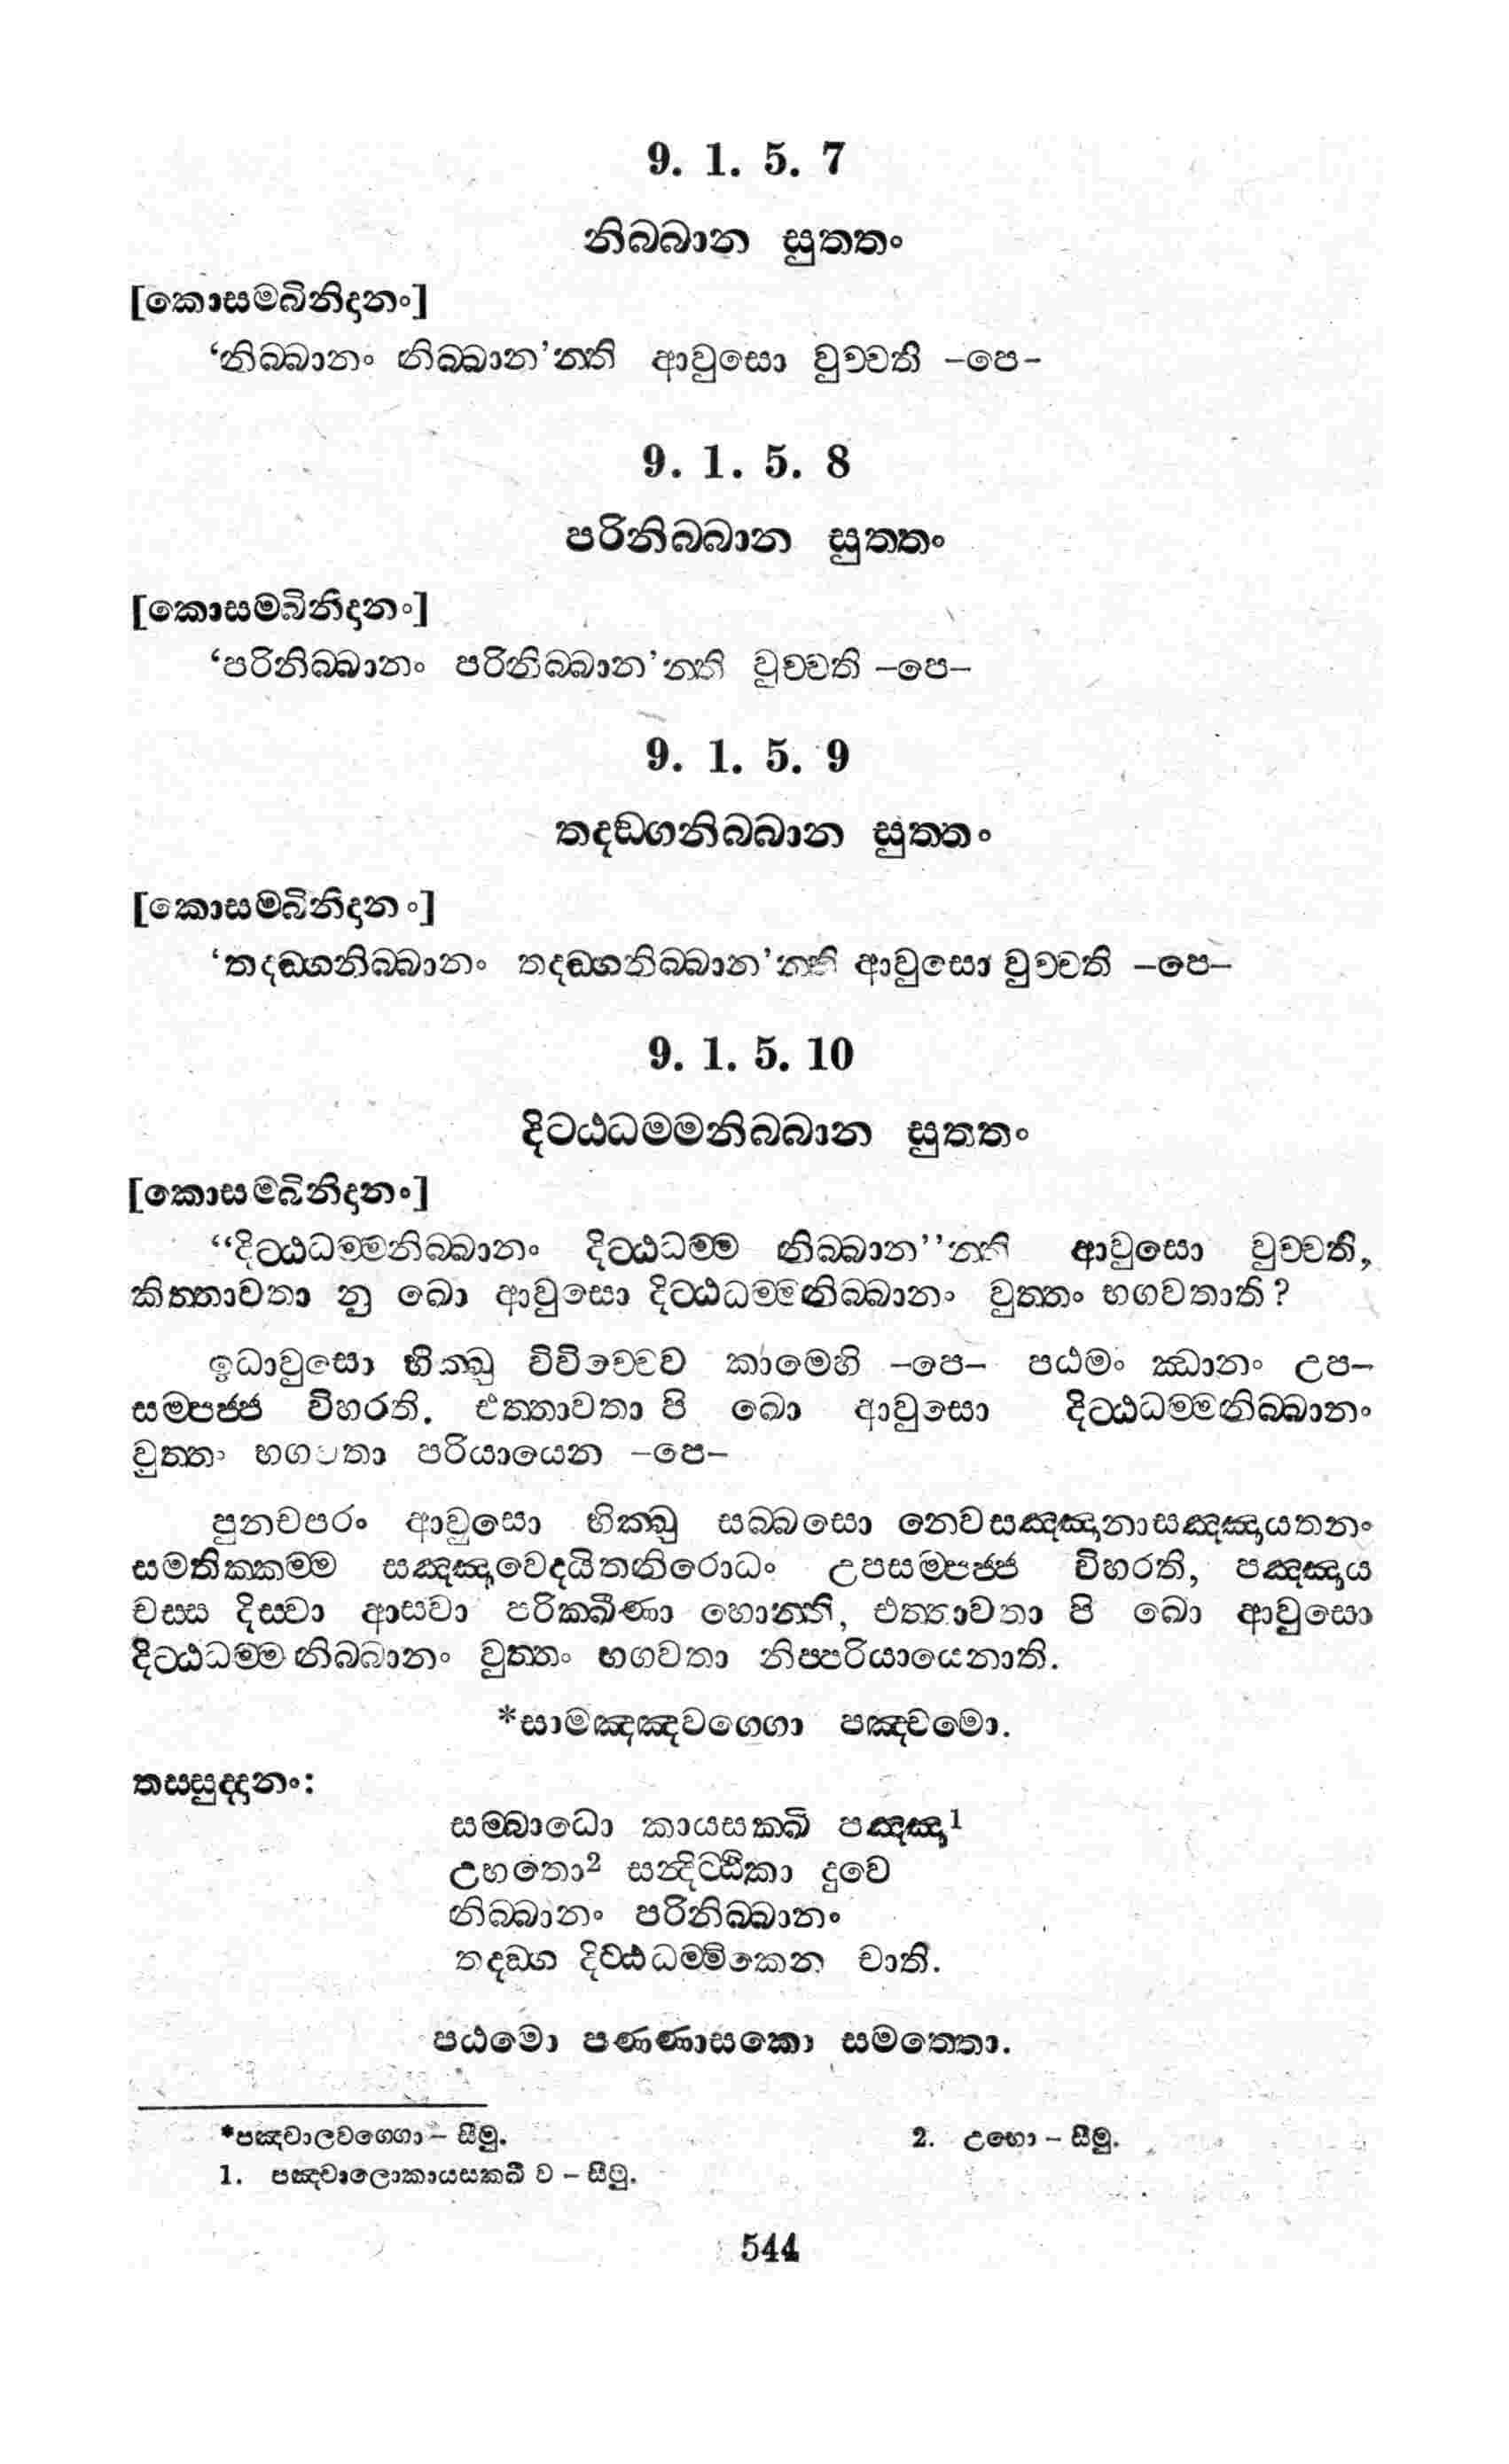 9. 1. 5. 7
නිබ්බාන සුත්තං
[කොසම්බිනිදානං]
‘නිබ්බානං නිබ්බාන’න්ති ආවුසො වුච්චති –පෙ–
9. 1. 5. 8
පරිනිබ්බාන සුත්තං
[කොසම්බිනිදානං]
‘පරිනිබ්බානං පරිනිබ්බාන’න්ති වුච්චති –පෙ–
9. 1. 5. 9
තදඞ්ගනිබ්බාන සුත්තං
[කොසම්බිනිදානං]
‘තදඞ්ගනිබ්බානං තදඞ්ගනිබ්බාන’න්ති ආවුසො වුච්චති –පෙ–
9. 1. 5. 10
දිට්ඨධම්මනිබ්බාන සුත්තං
[කොසම්බිනිදානං]
“දිට්ඨධම්මනිබ්බානං දිට්ඨධම්ම නිබ්බාන”න්ති ආවුසො වුච්චති,
කිත්තාවතා නු ඛො ආවුසො දිට්ඨධම්මනිබ්බානං වුත්තං භගවතාති?
ඉධාවුසො භික්ඛු විවිච්චෙව කාමෙහි –පෙ– පඨමං ඣානං උප–
සම්පජ්ජ විහරති. එත්තාවතා පි ඛො ආවුසො දිට්ඨධම්මනිබ්බානං
වුත්තං භගවතා පරියායෙන –පෙ–
පුනචපරං ආවුසො භික්ඛු සබ්බසො නෙවසඤ්ඤානාසඤ්ඤායතනං
සමතික්කම්ම සඤ්ඤාවෙදයිතනිරොධං උපසම්පජ්ජ විහරති, පඤ්ඤාය
චස්ස දිස්වා ආසවා පරික්ඛීණා හොන්ති, එත්තාවතා පි ඛො ආවුසො
දිට්ඨධම්ම නිබ්බානං වුත්තං භගවතා නිප්පරියායෙනාති.
*සාමඤ්ඤවග්ගො පඤ්චමො.
තස්සුද්දානං:
සම්බාධො කායසක්ඛි පඤ්ඤා1
උභතො2 සන්දිට්ඨිකා දුවෙ
නිබ්බානං පරිනිබ්බානං
තදඞ්ග දිට්ඨධම්මිකෙන චාති.
පඨමො පණ්ණාසකො සමත්තො.
*පඤ්චාලවග්ගො – සීමු.
2. උභො – සීමු.
1. පඤ්චාලොකායසක්ඛී ච – සීමු.
544